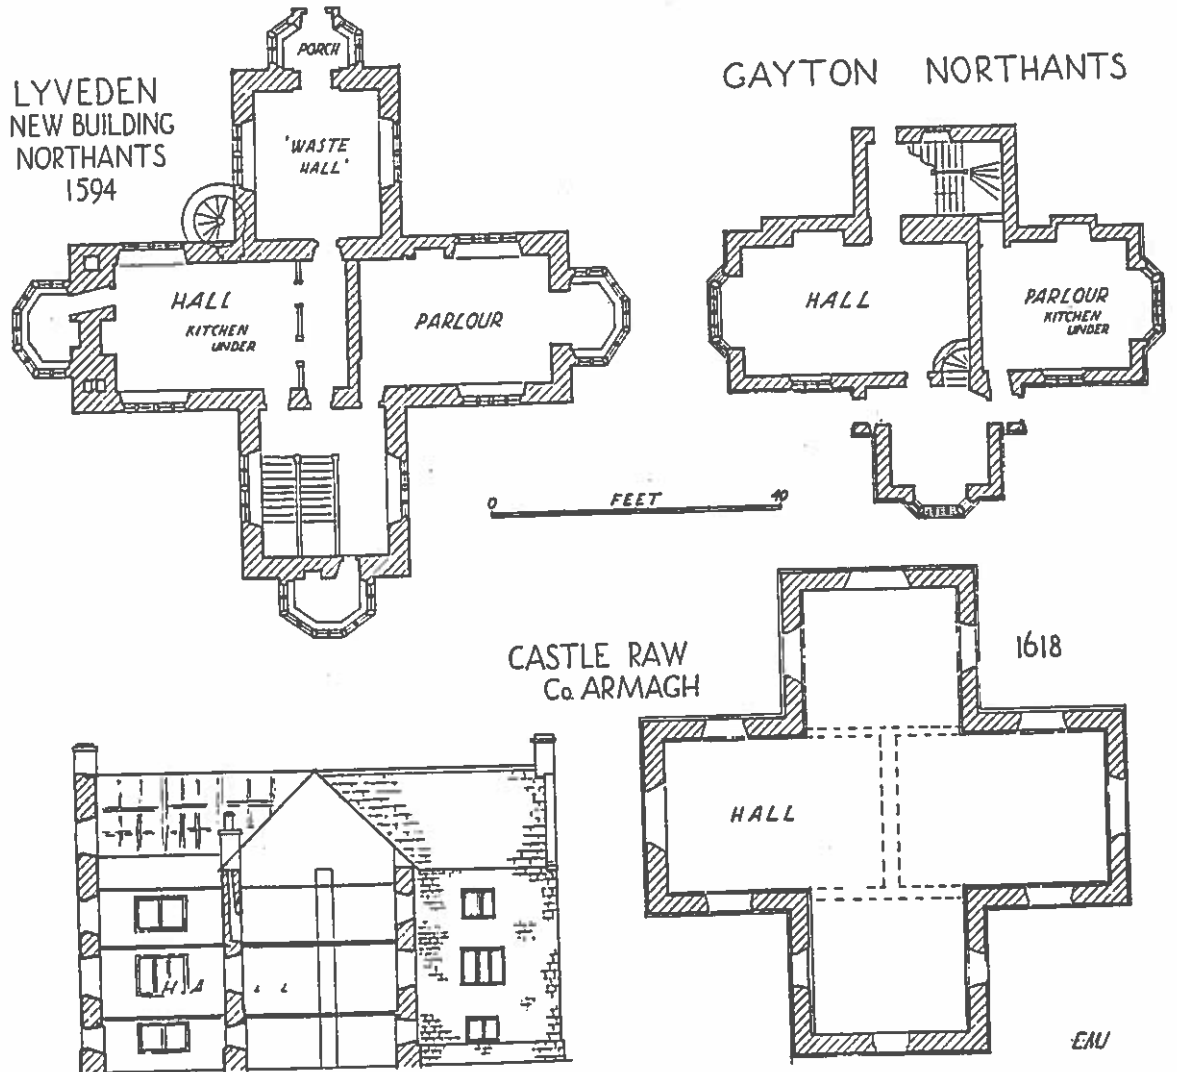 LYVEDEN
NEW BUILDING
NORTHANTS
1594
PORCH
'WASTE
HALL'
HALL
KITCHEN
UNDER
PARLOUR
GAYTON NORTHANTS
HALL
PARLOUR
KITCHEN
UNDER
0 FEET 40
CASTLE RAW
Co. ARMAGH
1618
HALL
HALL